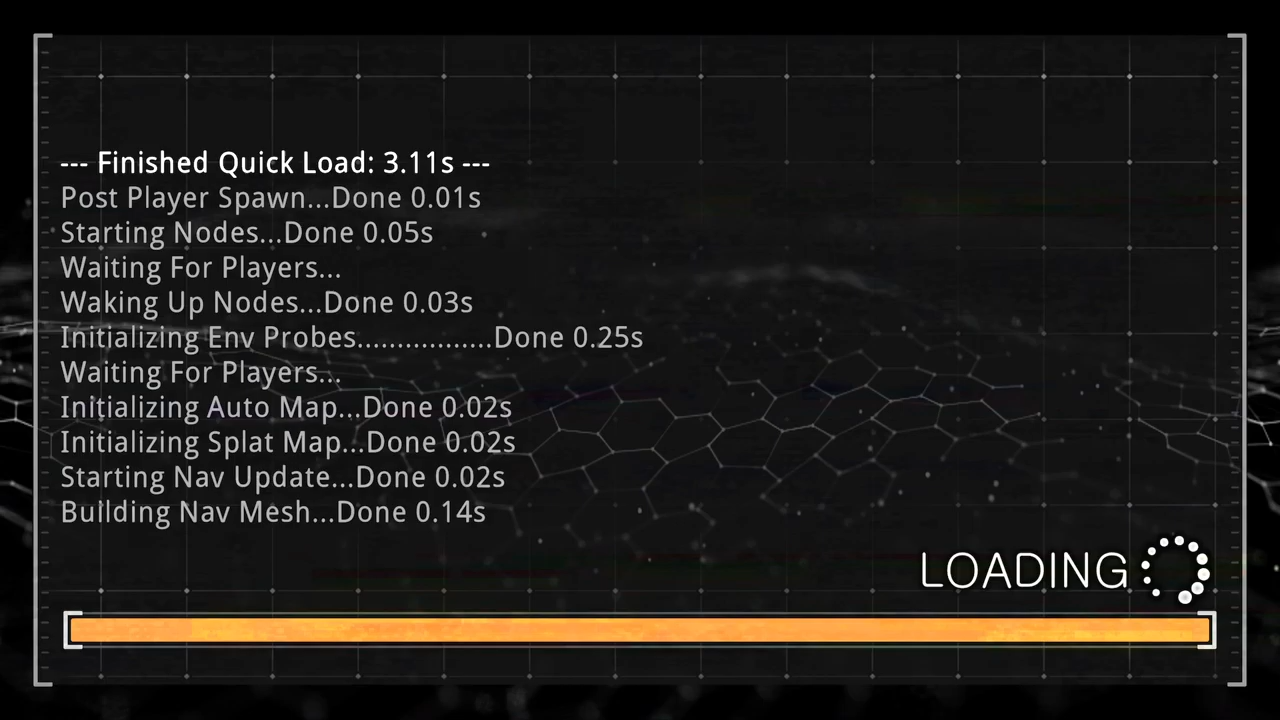 --- Finished Quick Load: 3.11s ---
Post Player Spawn...Done 0.01s
Starting Nodes...Done 0.05s
Waiting For Players...
Waking Up Nodes...Done 0.03s
Initializing Env Probes.................Done 0.25s
Waiting For Players...
Initializing Auto Map...Done 0.02s
Initializing Splat Map...Done 0.02s
Starting Nav Update...Done 0.02s
Building Nav Mesh...Done 0.14s
LOADING